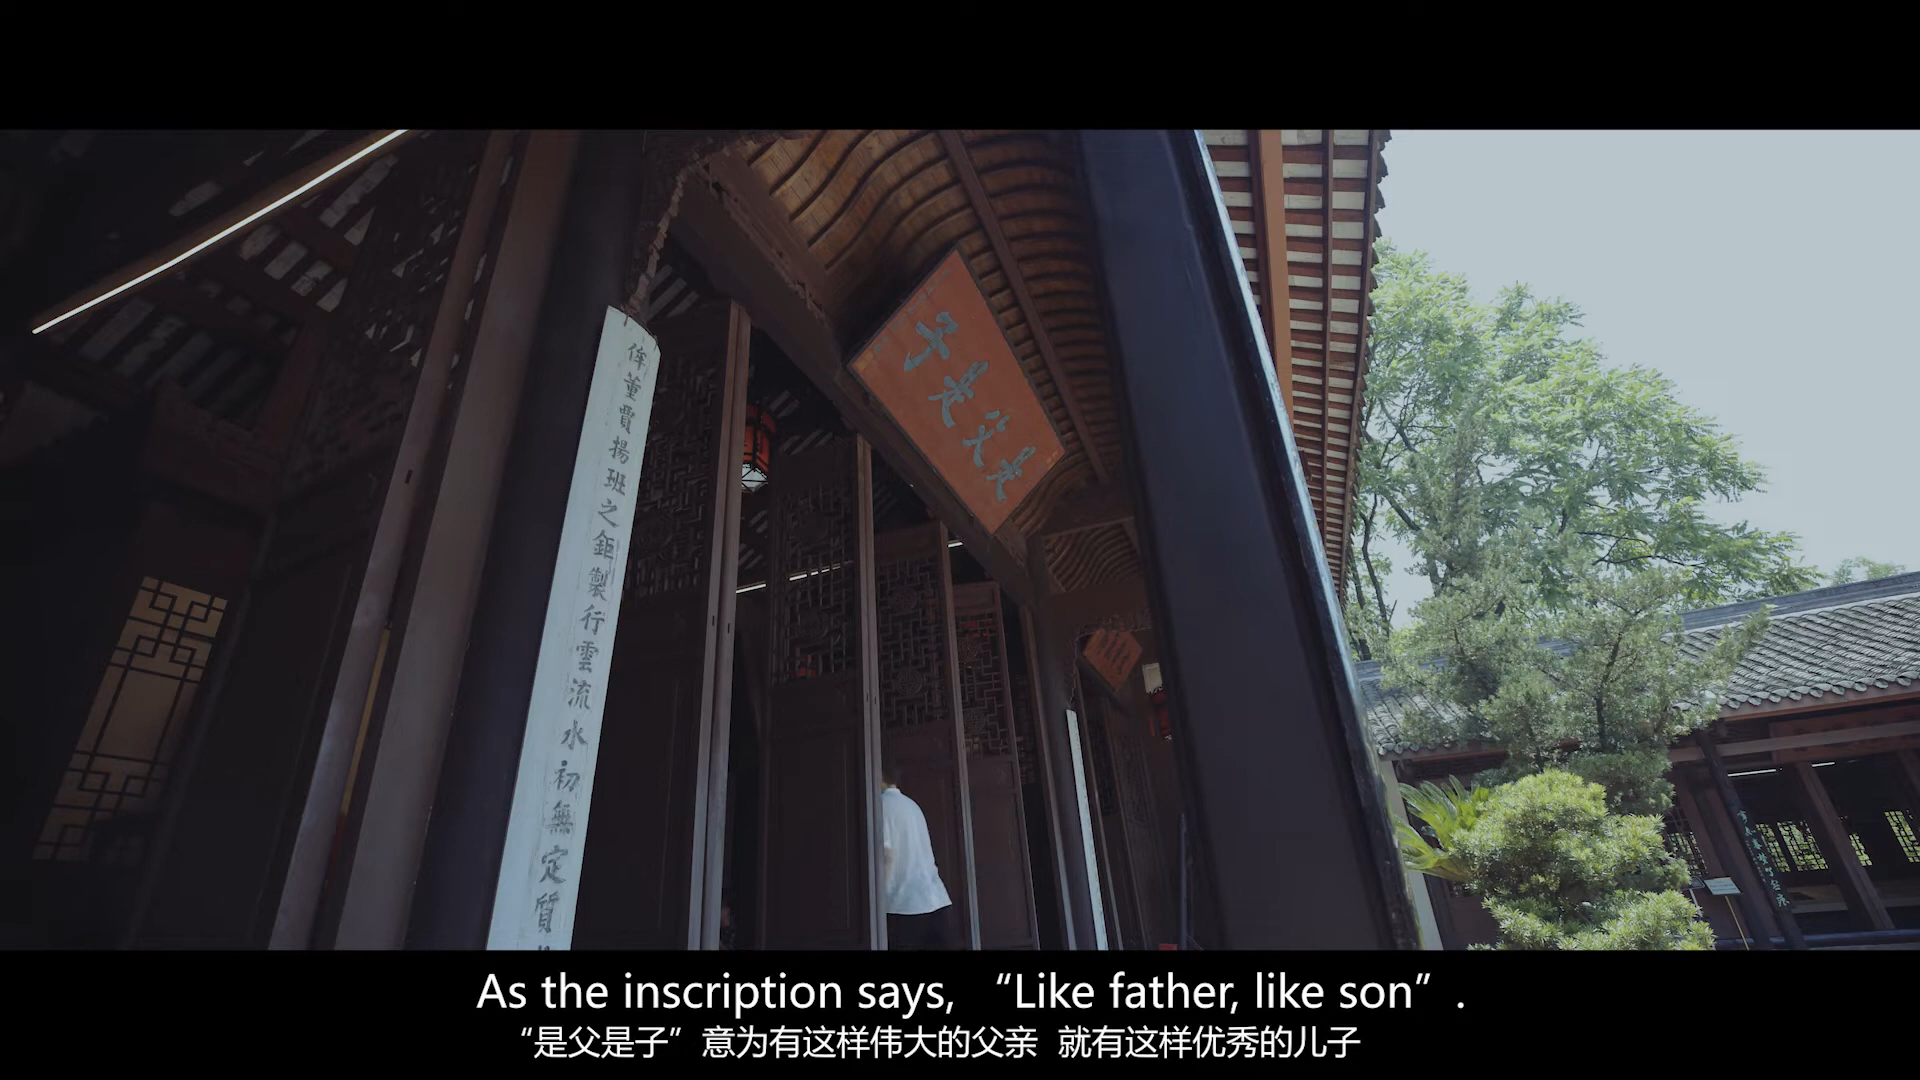 是父是子
侔董賈揚班之鉅製行雲流水初無定質
As the inscription says, “Like father, like son”.
“是父是子”意为有这样伟大的父亲 就有这样优秀的儿子